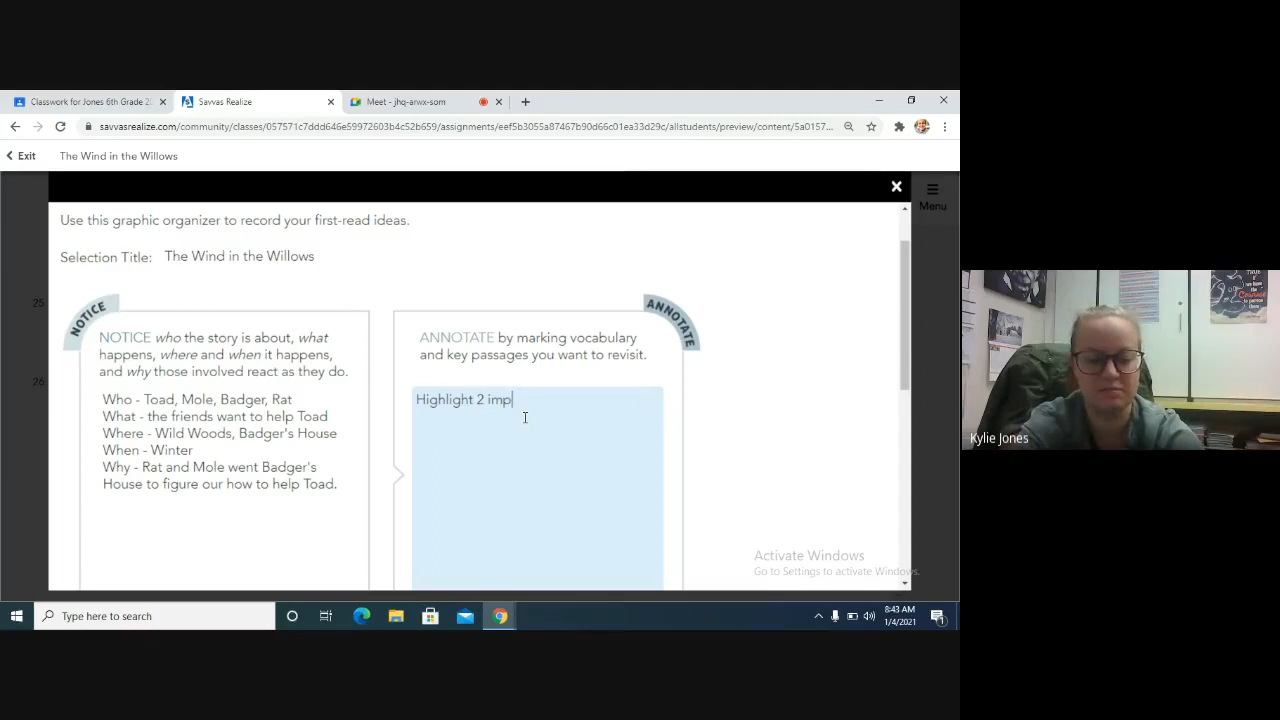 Classwork for Jones 6th Grade 2
Savvas Realize
Meet - jhq-arwx-som
savvasrealize.com/community/classes/057571c7ddd646e59972603b4c52b659/assignments/eef5b3055a87467b90d66c01ea33d29c/allstudents/preview/content/5a0157...
Exit
The Wind in the Willows
Menu
Use this graphic organizer to record your first-read ideas.
Selection Title: The Wind in the Willows
25
26
NOTICE
NOTICE who the story is about, what
happens, where and when it happens,
and why those involved react as they do.
Who - Toad, Mole, Badger, Rat
What - the friends want to help Toad
Where - Wild Woods, Badger's House
When - Winter
Why - Rat and Mole went Badger's
House to figure our how to help Toad.
ANNOTATE
ANNOTATE by marking vocabulary
and key passages you want to revisit.
Highlight 2 imp
Activate Windows
Go to Settings to activate Windows.
Type here to search
8:43 AM
1/4/2021
1
Kylie Jones